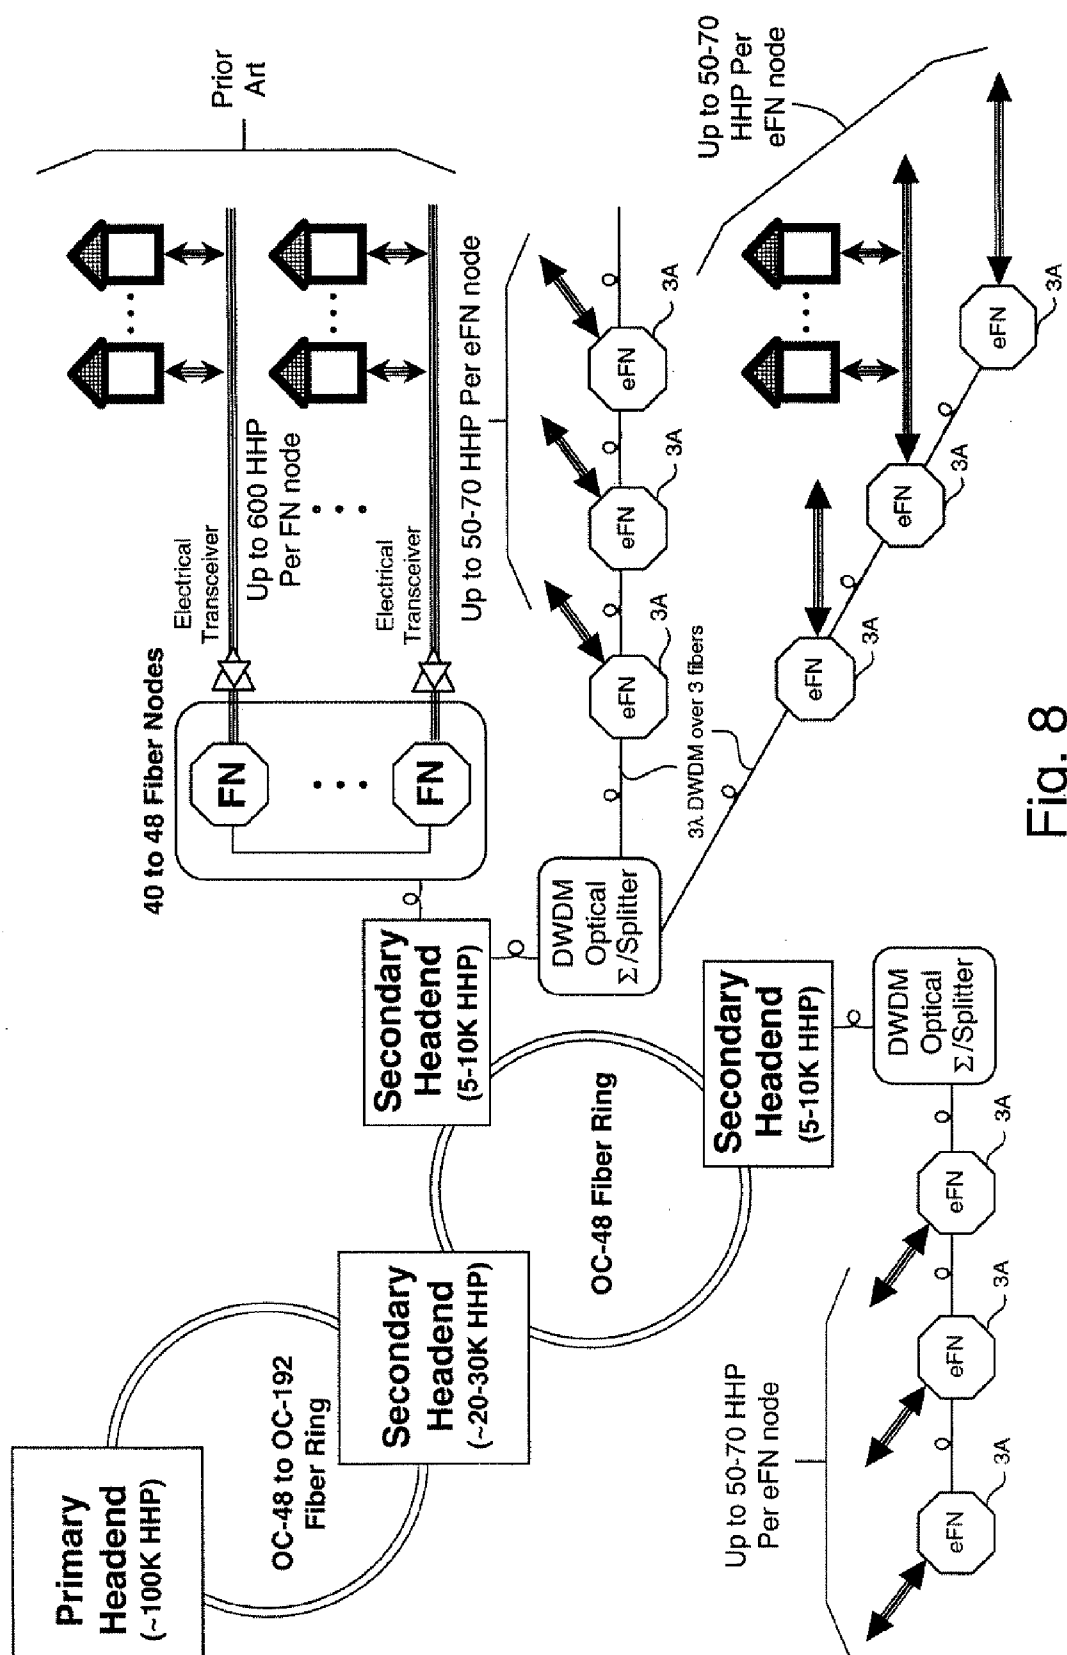 Primary
Headend
(~100K HHP)
OC-48 to OC-192
Fiber Ring
Secondary
Headend
(~20-30K HHP)
OC-48 Fiber Ring
Secondary
Headend
(5-10K HHP)
40 to 48 Fiber Nodes
FN
FN
Electrical
Transceiver
Up to 600 HHP
Per FN node
Electrical
Transceiver
Prior
Art
DWDM
Optical
Σ/Splitter
3λ DWDM over 3 fibers
Up to 50-70 HHP Per eFN node
eFN
3A
eFN
3A
eFN
3A
eFN
3A
eFN
3A
eFN
3A
Up to 50-70
HHP Per
eFN node
Secondary
Headend
(5-10K HHP)
DWDM
Optical
Σ/Splitter
Up to 50-70 HHP
Per eFN node
eFN
3A
eFN
3A
eFN
3A
Fig. 8